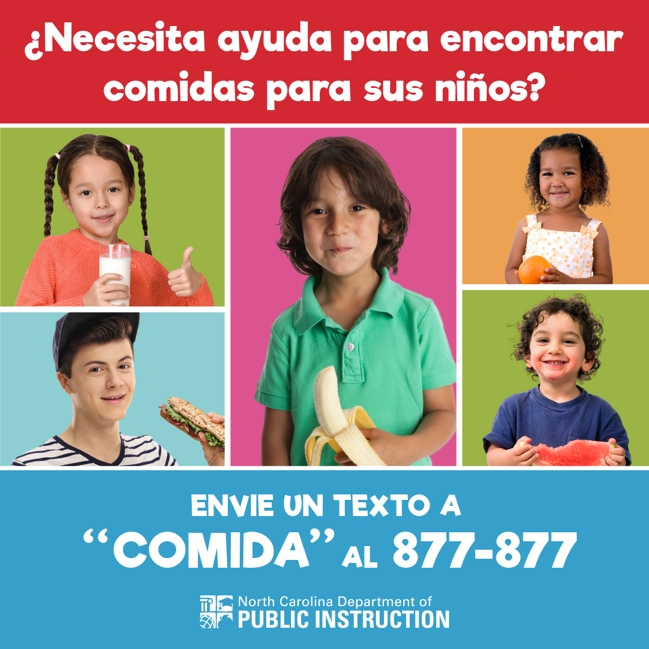 ¿Necesita ayuda para encontrar
comidas para sus niños?
ENVIE UN TEXTO A
“COMIDA” AL 877-877
North Carolina Department of
PUBLIC INSTRUCTION